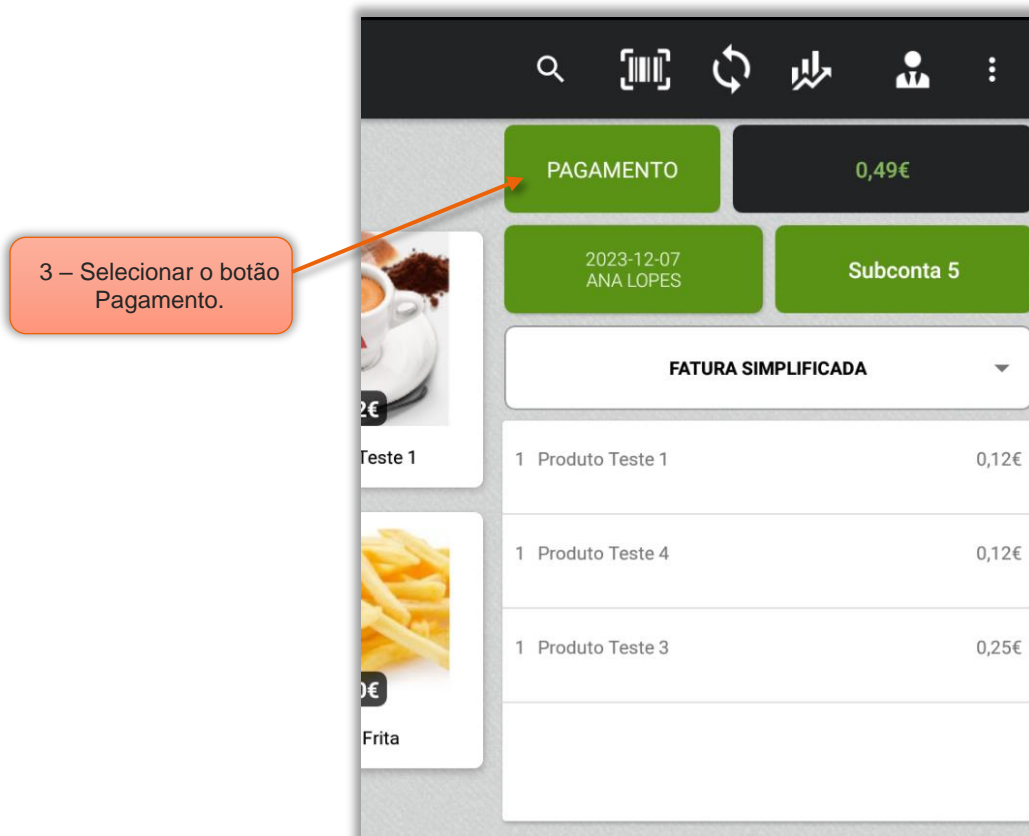 PAGAMENTO
0,49€
3 – Selecionar o botão
Pagamento.
2023-12-07
ANA LOPES
Subconta 5
FATURA SIMPLIFICADA
2€
Teste 1
1 Produto Teste 1 0,12€
1 Produto Teste 4 0,12€
1 Produto Teste 3 0,25€
0€
Frita